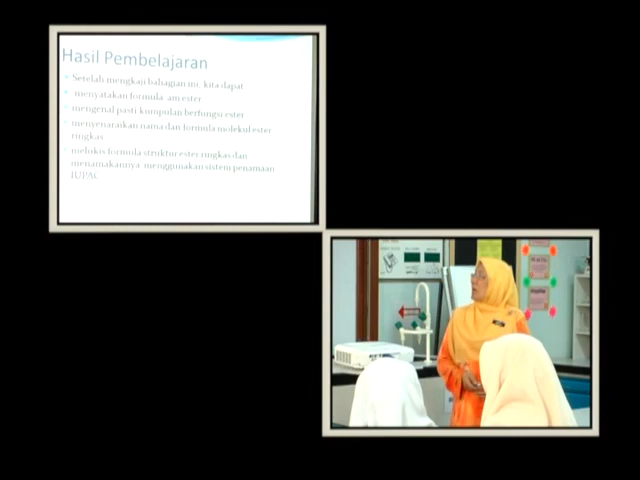 Hasil Pembelajaran
Setelah mengkaji bahagian ini, kita dapat
menyatakan formula am ester
mengenal pasti kumpulan berfungsi ester
menyenaraikan nama dan formula molekul ester
ringkas
melukis formula struktur ester ringkas dan
menamakannya menggunakan sistem penamaan
IUPAC